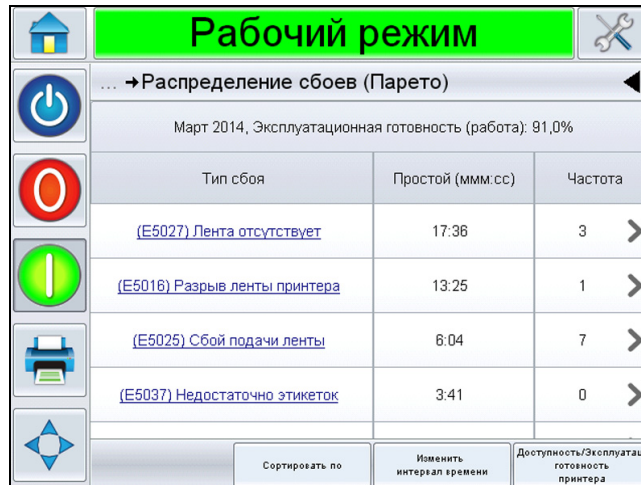 Рабочий режим
... →Распределение сбоев (Парето)
Март 2014, Эксплуатационная готовность (работа): 91,0%
Тип сбоя Простой (ммм:сс) Частота
(E5027) Лента отсутствует 17:36 3
(E5016) Разрыв ленты принтера 13:25 1
(E5025) Сбой подачи ленты 6:04 7
(E5037) Недостаточно этикеток 3:41 0
Сортировать по
Изменить
интервал времени
Доступность/Эксплуатац
готовность
принтера